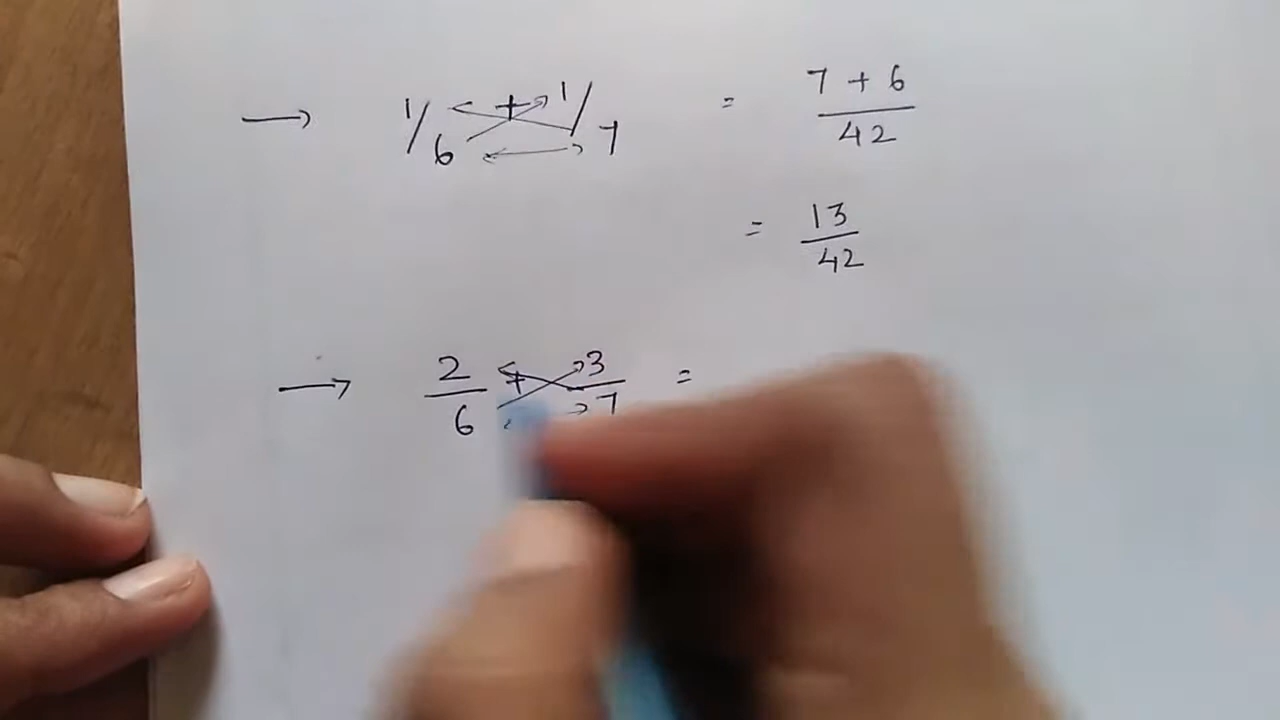 → 1/6 + 1/7 = 7 + 6 / 42
= 13 / 42
→ 2/6 + 3/7 =